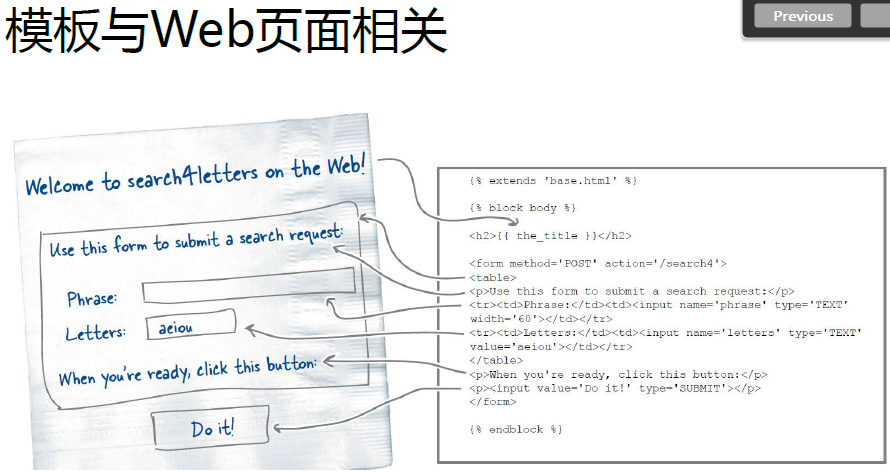 模板与Web页面相关
Previous
Welcome to search4letters on the Web!
Use this form to submit a search request:
Phrase:
Letters:
aeiou
When you're ready, click this button:
Do it!
{% extends 'base.html' %}
{% block body %}
<h2>{{ the_title }}</h2>
<form method='POST' action='/search4'>
<table>
<p>Use this form to submit a search request:</p>
<tr><td>Phrase:</td><td><input name='phrase' type='TEXT'
width='60'></td></tr>
<tr><td>Letters:</td><td><input name='letters' type='TEXT'
value='aeiou'></td></tr>
</table>
<p>When you're ready, click this button:</p>
<p><input value='Do it!' type='SUBMIT'></p>
</form>
{% endblock %}